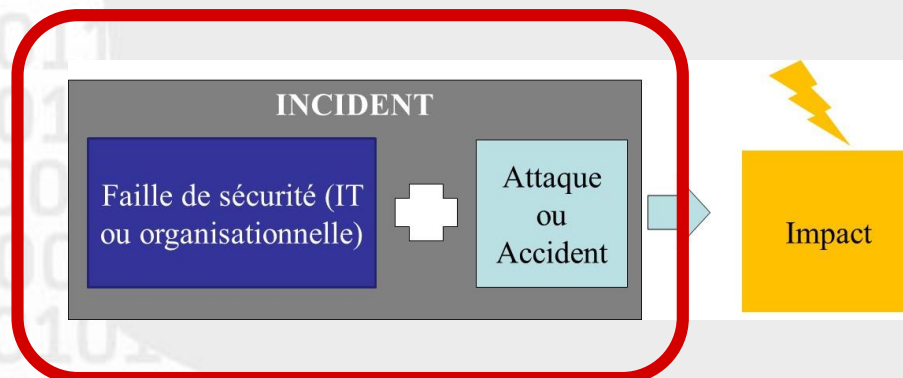 INCIDENT
Faille de sécurité (IT
ou organisationnelle)
Attaque
ou
Accident
Impact